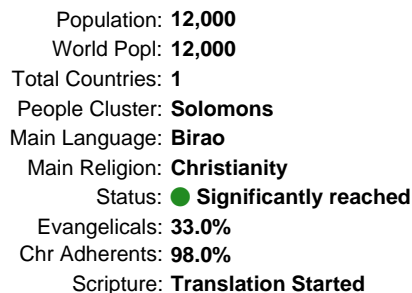 Population: 12,000
World Popl: 12,000
Total Countries: 1
People Cluster: Solomons
Main Language: Birao
Main Religion: Christianity
Status: Significantly reached
Evangelicals: 33.0%
Chr Adherents: 98.0%
Scripture: Translation Started